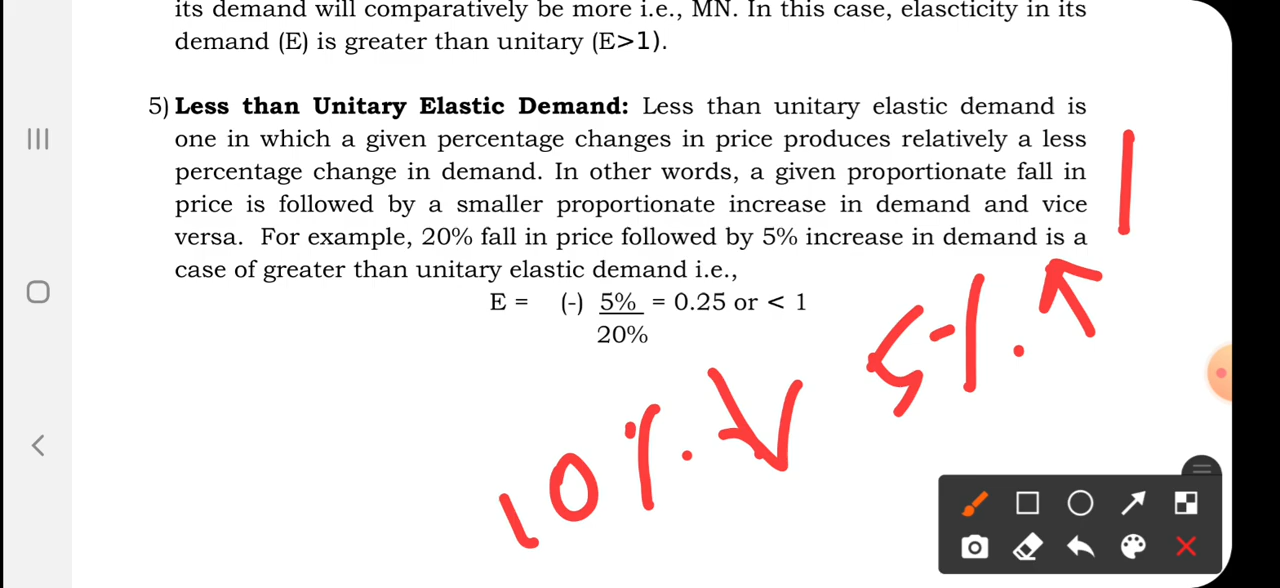 its demand will comparatively be more i.e., MN. In this case, elascticity in its
demand (E) is greater than unitary (E>1).
5) Less than Unitary Elastic Demand: Less than unitary elastic demand is
one in which a given percentage changes in price produces relatively a less
percentage change in demand. In other words, a given proportionate fall in
price is followed by a smaller proportionate increase in demand and vice
versa. For example, 20% fall in price followed by 5% increase in demand is a
case of greater than unitary elastic demand i.e.,
E = (-) 5% = 0.25 or < 1
20%
5%. ↑
10%. ↓